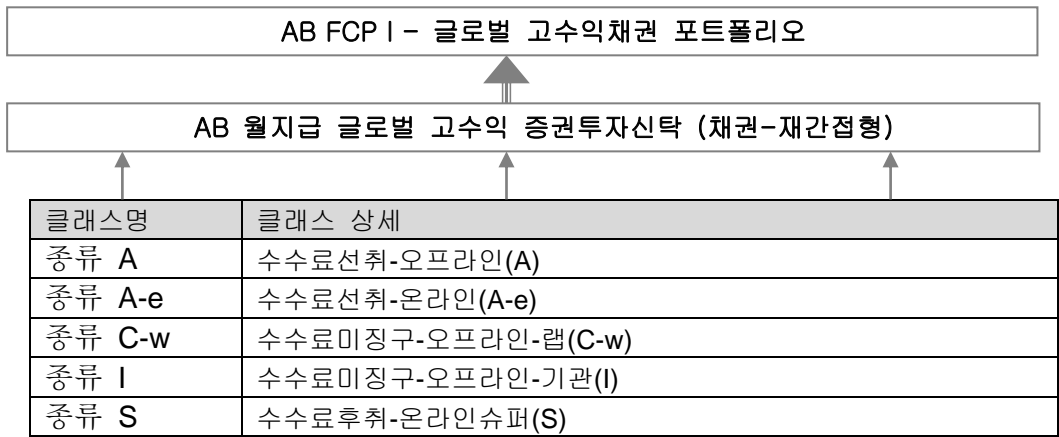 AB FCP I - 글로벌 고수익채권 포트폴리오
AB 월지급 글로벌 고수익 증권투자신탁 (채권-재간접형)
클래스명 클래스 상세
종류 A 수수료선취-오프라인(A)
종류 A-e 수수료선취-온라인(A-e)
종류 C-w 수수료미징구-오프라인-랩(C-w)
종류 I 수수료미징구-오프라인-기관(I)
종류 S 수수료후취-온라인슈퍼(S)